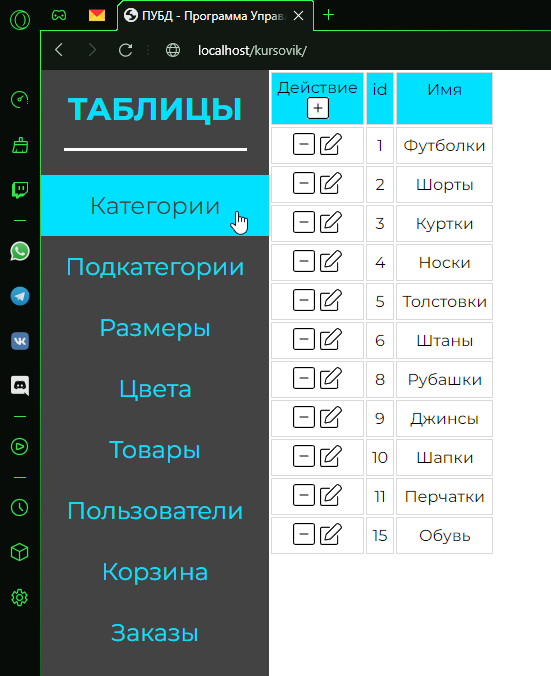 ПУБД - Программа Управ
localhost/kursovik/
ТАБЛИЦЫ
Категории
Подкатегории
Размеры
Цвета
Товары
Пользователи
Корзина
Заказы
Действие id Имя
1 Футболки
2 Шорты
3 Куртки
4 Носки
5 Толстовки
6 Штаны
8 Рубашки
9 Джинсы
10 Шапки
11 Перчатки
15 Обувь